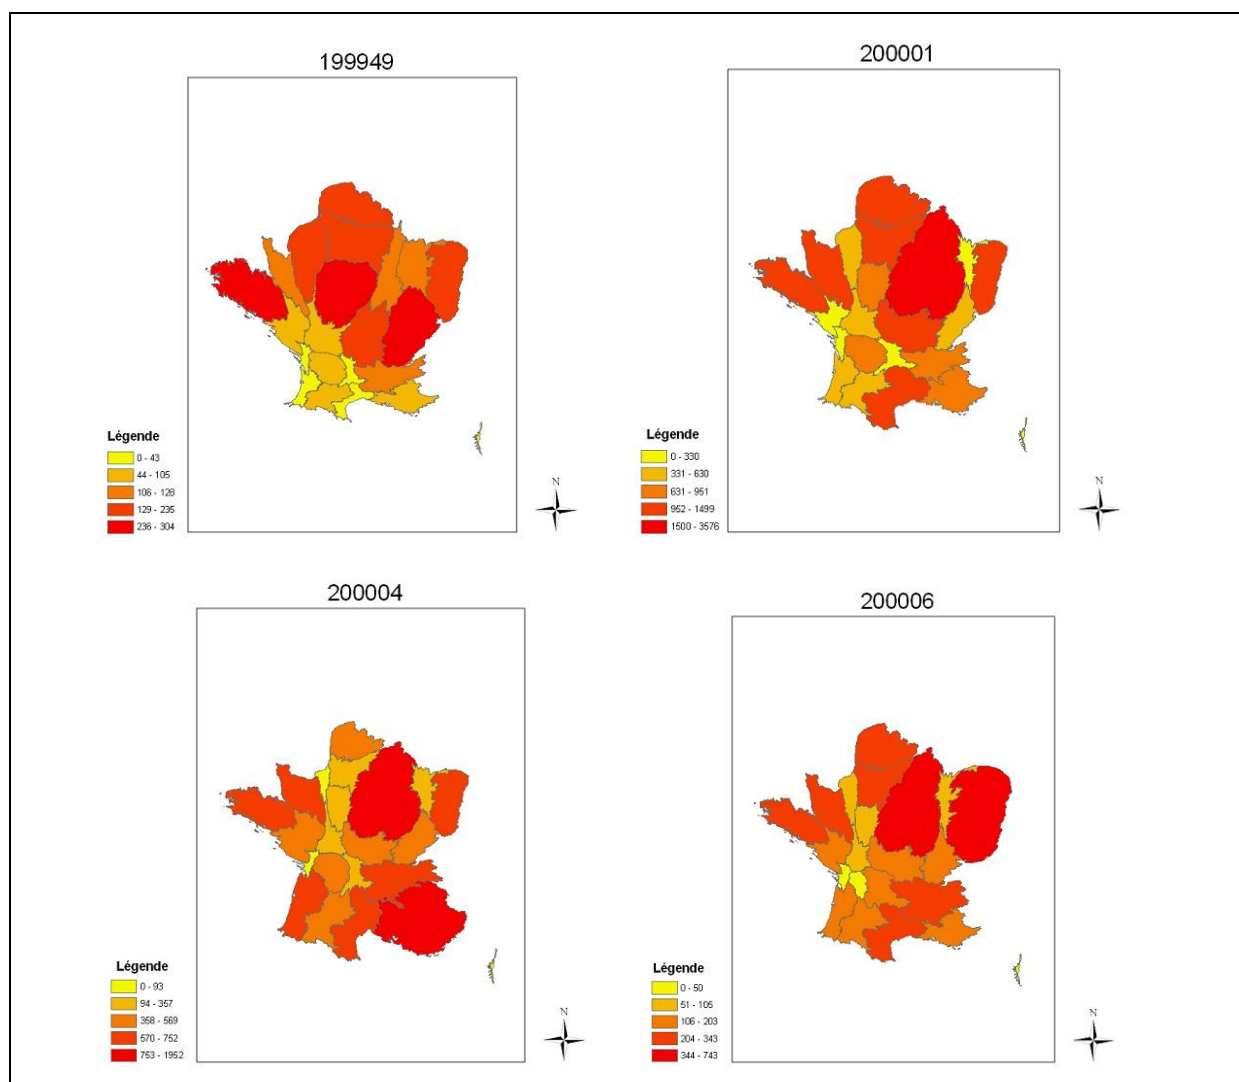 199949
Légende
0 - 43
44 - 105
106 - 128
129 - 235
236 - 304
N
200001
Légende
0 - 330
331 - 630
631 - 951
952 - 1499
1500 - 3576
N
200004
Légende
0 - 93
94 - 357
358 - 569
570 - 752
753 - 1952
N
200006
Légende
0 - 50
51 - 105
106 - 203
204 - 343
344 - 743
N